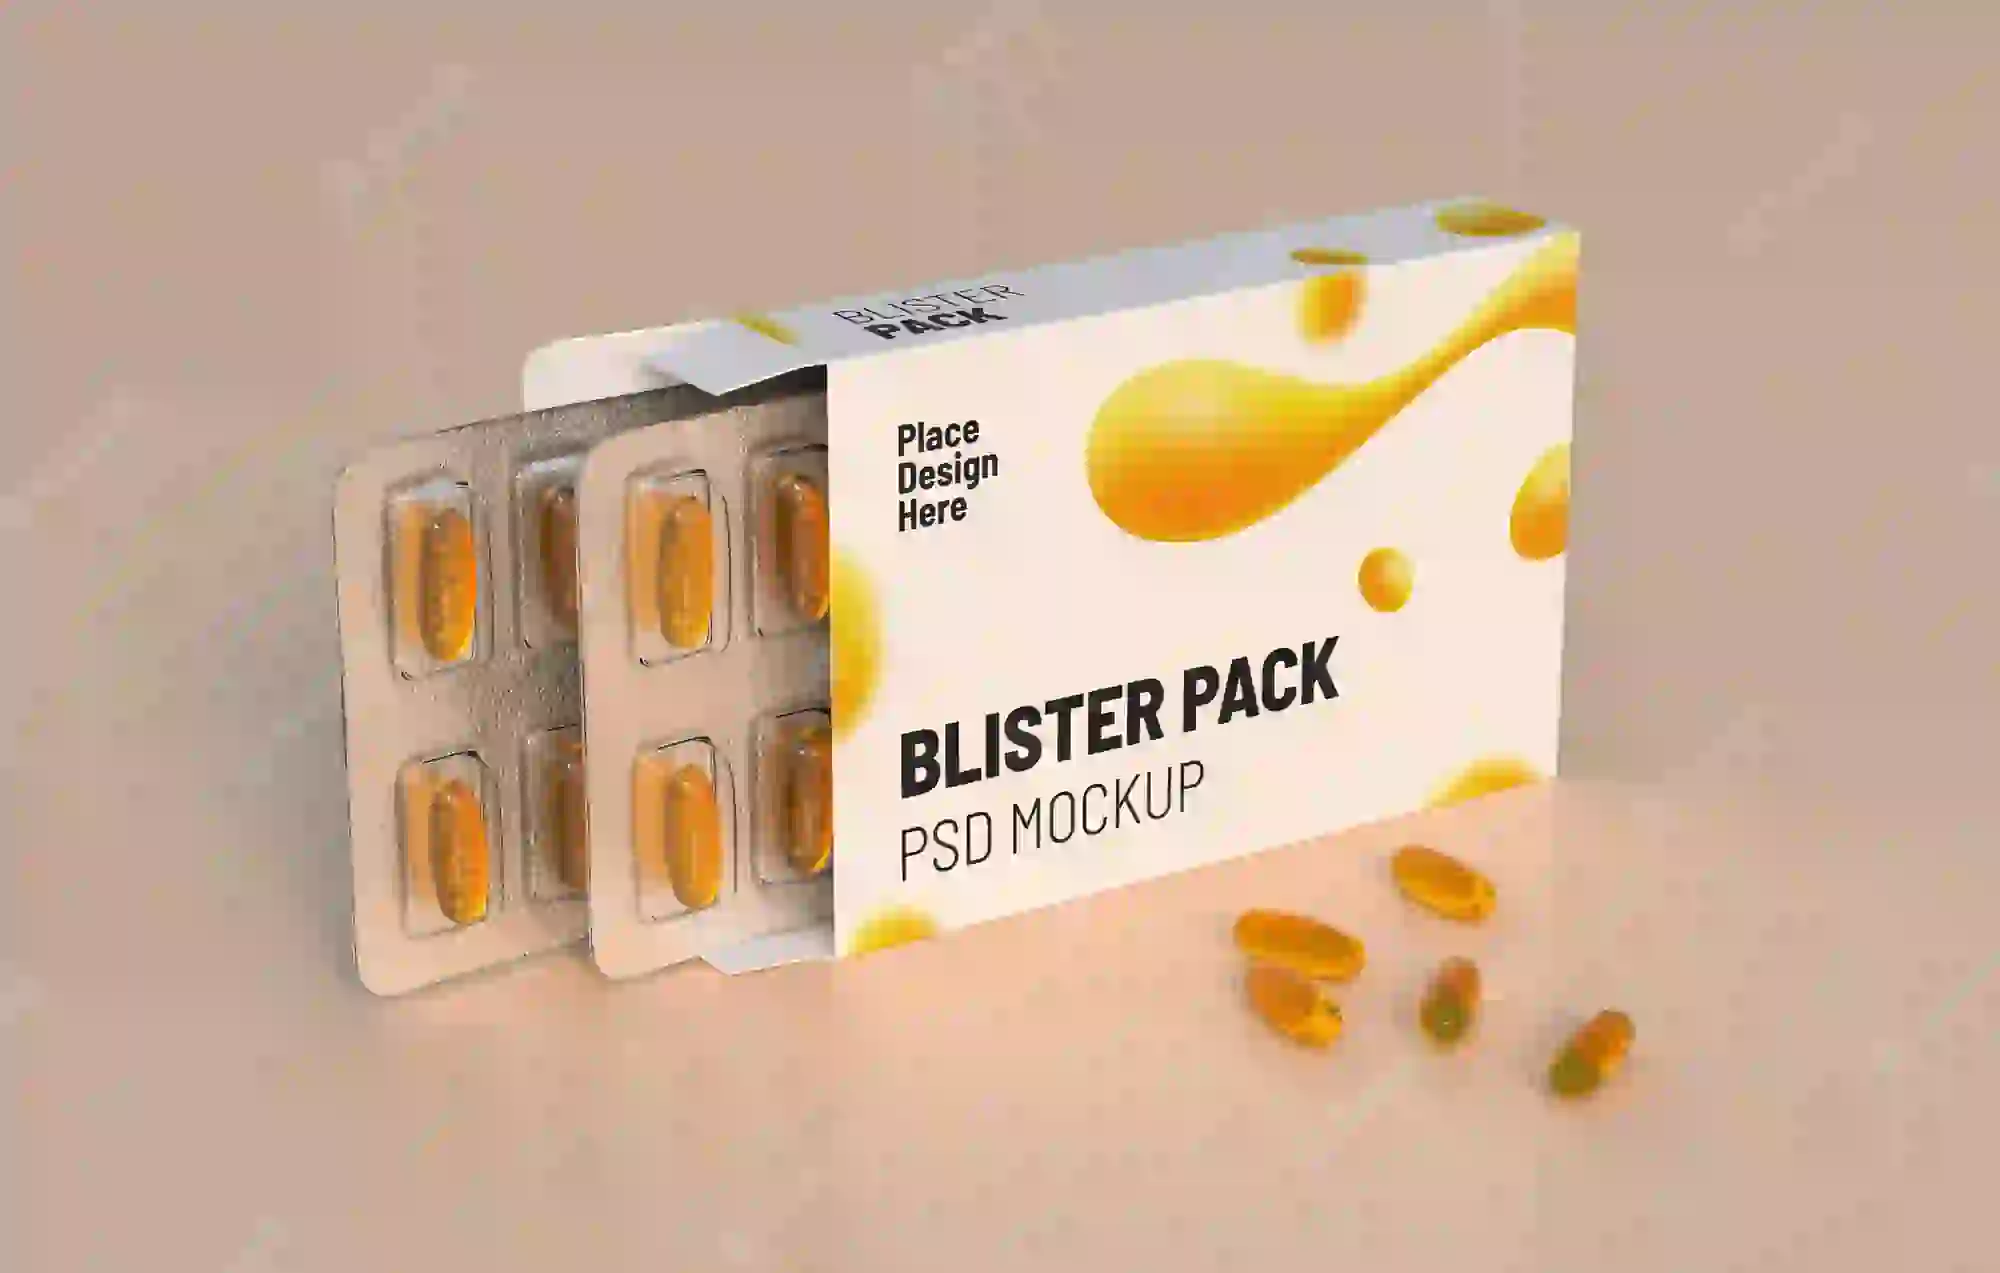 BLISTER
PACK
Place
Design
Here
BLISTER PACK
PSD MOCKUP